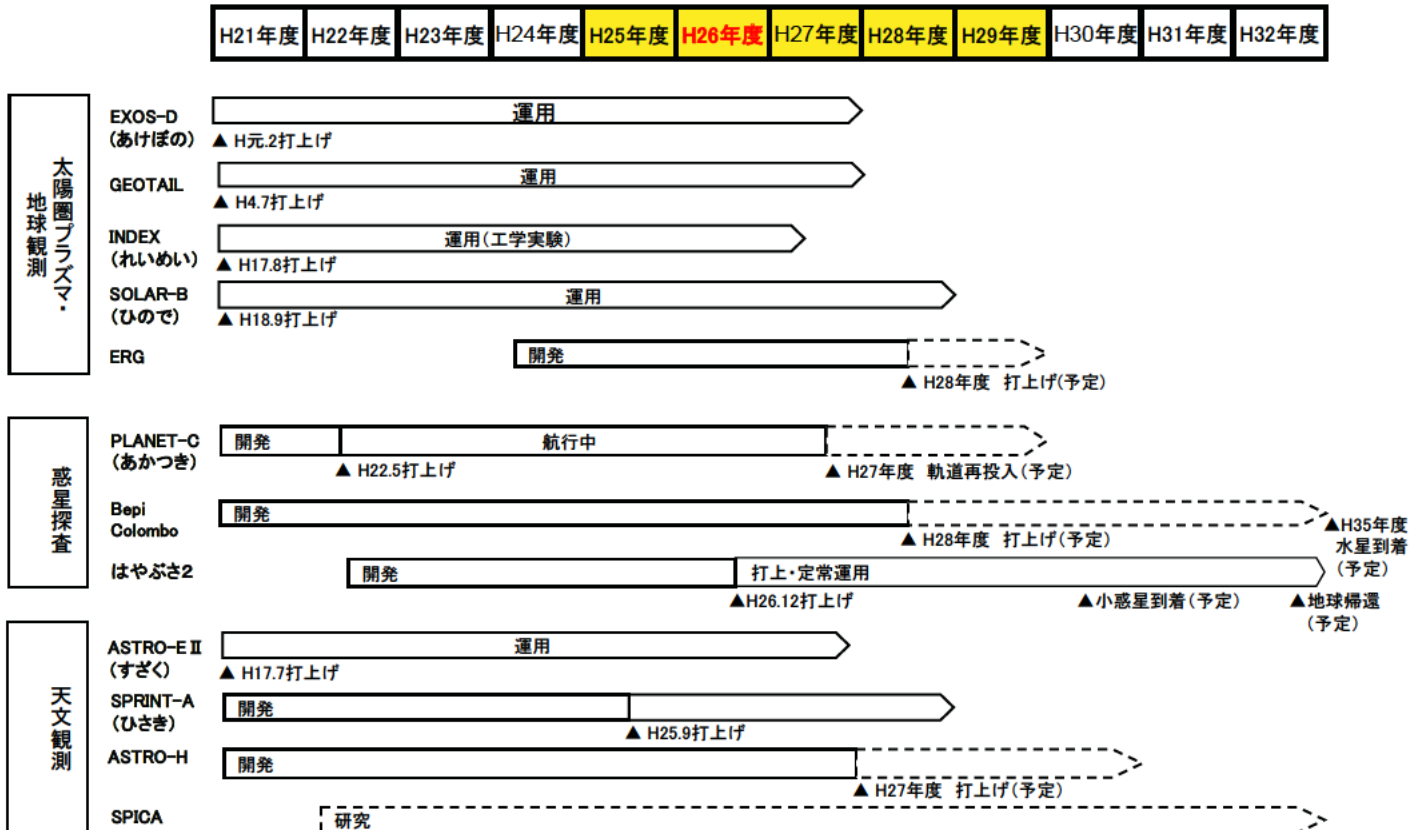 H21年度 H22年度 H23年度 H24年度 H25年度 H26年度 H27年度 H28年度 H29年度 H30年度 H31年度 H32年度
太陽圏プラズマ・
地球観測
EXOS-D
(あけぼの)
運用
▲ H元.2打上げ
GEOTAIL
運用
▲ H4.7打上げ
INDEX
(れいめい)
運用(工学実験)
▲ H17.8打上げ
SOLAR-B
(ひので)
運用
▲ H18.9打上げ
ERG
開発
▲ H28年度 打上げ(予定)
惑星探査
PLANET-C
(あかつき)
開発
航行中
▲ H22.5打上げ
▲ H27年度 軌道再投入(予定)
Bepi
Colombo
開発
▲ H28年度 打上げ(予定)
▲H35年度
水星到着
(予定)
はやぶさ2
開発
打上・定常運用
▲H26.12打上げ
▲小惑星到着(予定)
▲地球帰還
(予定)
天文観測
ASTRO-EⅡ
(すざく)
運用
▲ H17.7打上げ
SPRINT-A
(ひさき)
開発
▲ H25.9打上げ
ASTRO-H
開発
▲ H27年度 打上げ(予定)
SPICA
研究